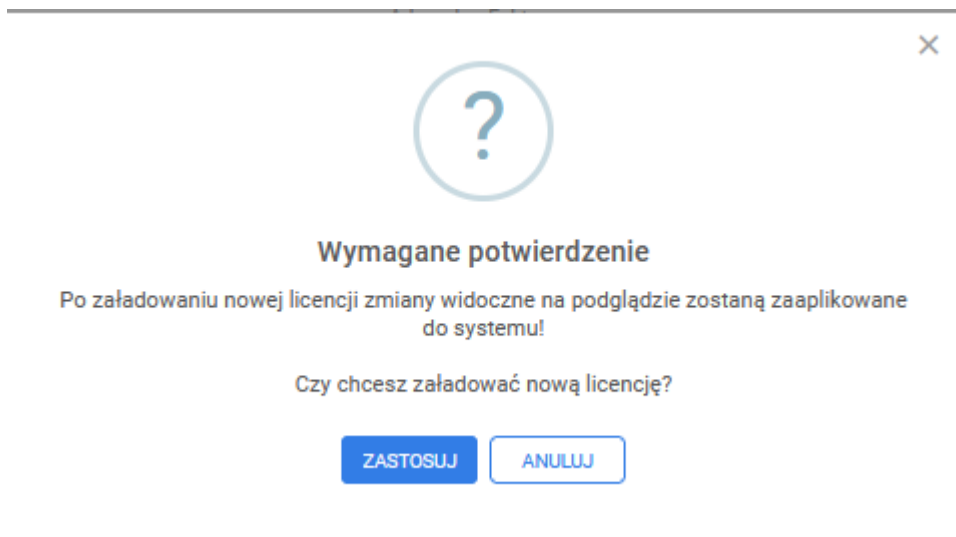 ?
Wymagane potwierdzenie
Po załadowaniu nowej licencji zmiany widoczne na podglądzie zostaną zaaplikowane
do systemu!
Czy chcesz załadować nową licencję?
ZASTOSUJ ANULUJ